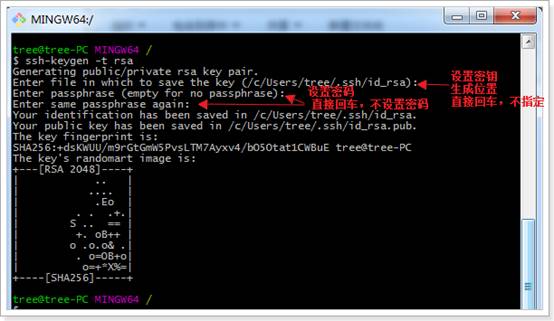 MINGW64:/
tree@tree-PC MINGW64 /
$ ssh-keygen -t rsa
Generating public/private rsa key pair.
Enter file in which to save the key (/c/Users/tree/.ssh/id_rsa):
设置密钥
生成位置
直接回车，不指定
Enter passphrase (empty for no passphrase):
设置密码
Enter same passphrase again:
直接回车，不设置密码
Your identification has been saved in /c/Users/tree/.ssh/id_rsa.
Your public key has been saved in /c/Users/tree/.ssh/id_rsa.pub.
The key fingerprint is:
SHA256:+dsKWUU/m9rGtGmW5PvsLTM7Ayxv4/bO5Otat1CWBuE tree@tree-PC
The key's randomart image is:
+---[RSA 2048]----+
|            ..   |
|           ....  |
|            .Eo  |
|         . .  .+.|
|        S ..  == |
|         +. oB++ |
|        o .o.o& .|
|         . o=OB+o|
|          o=+*X%=|
+----[SHA256]-----+
tree@tree-PC MINGW64 /